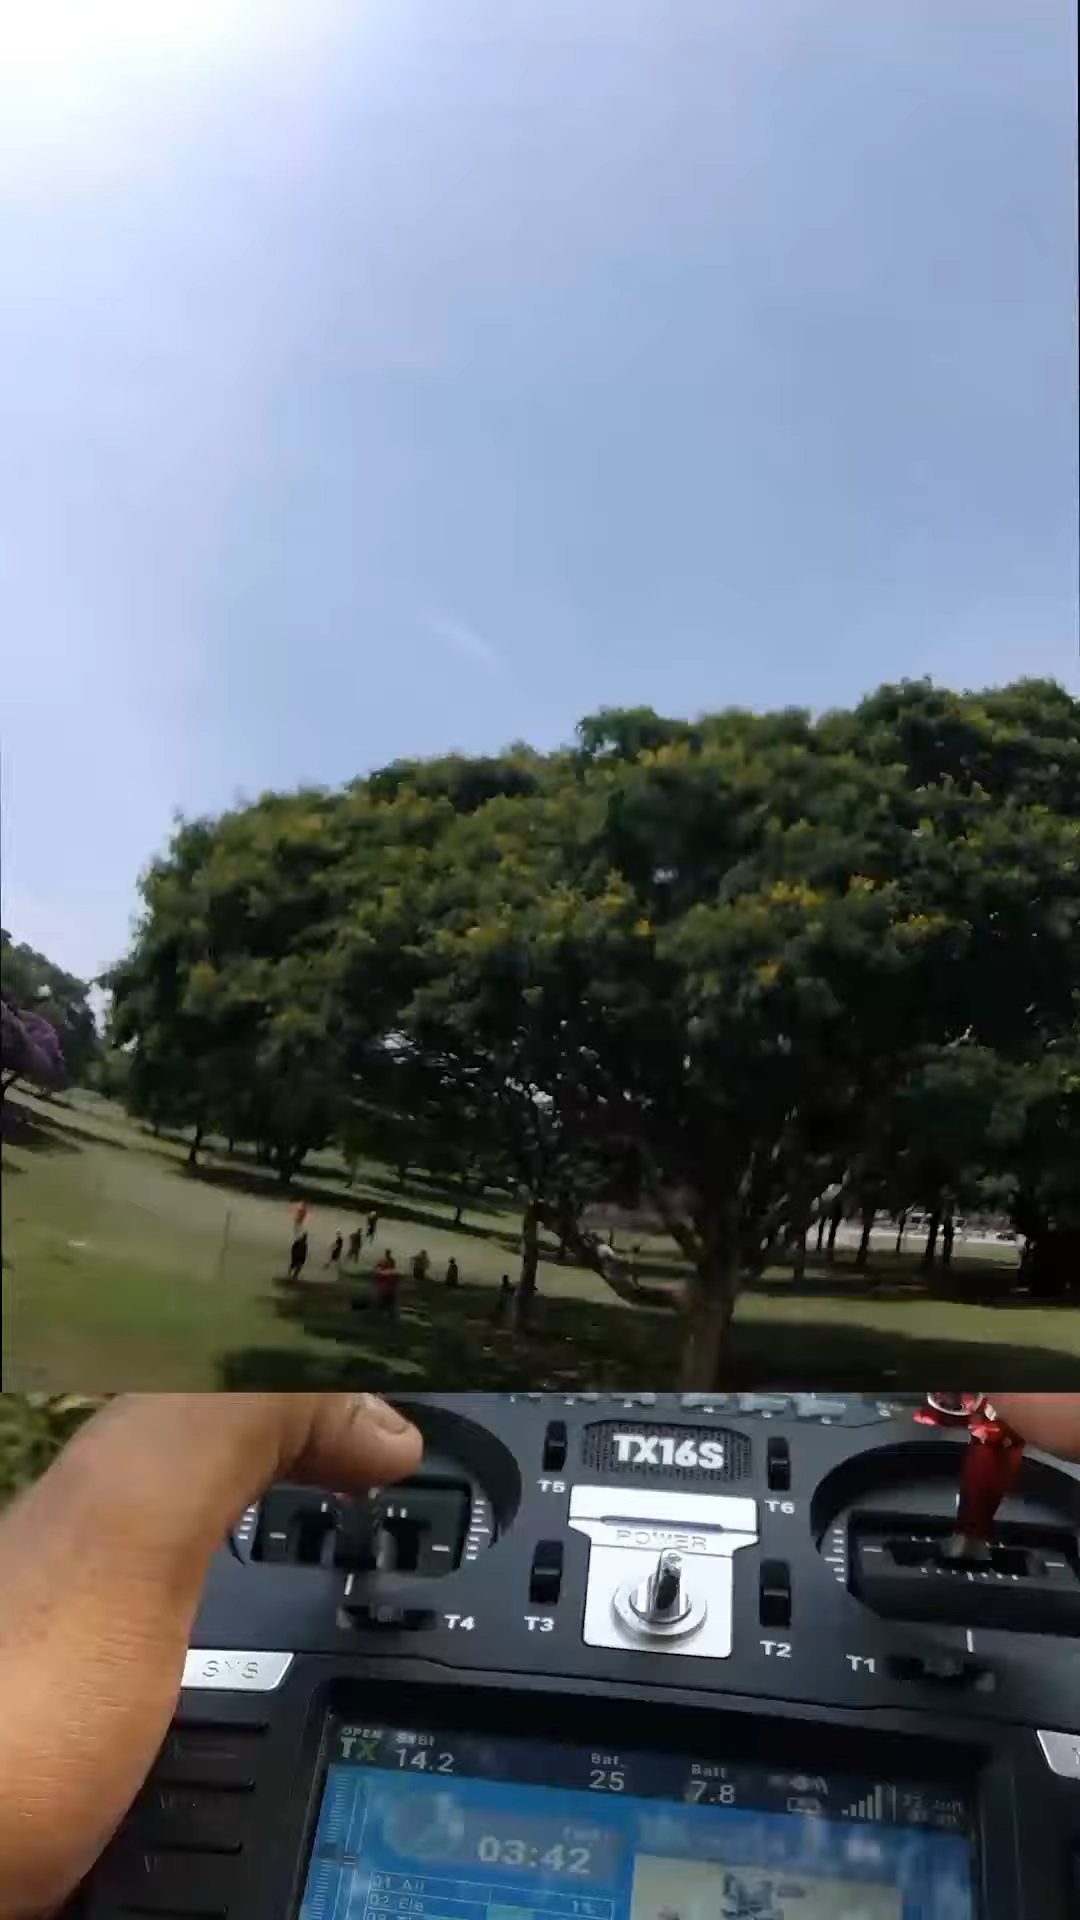 TX16S
T5
T6
POWER
T4
T3
T2
T1
SYS
OPEN
TX
14.2
Bat.
25
Batt
7.8
03:42
01 Ail
02 Ele
1%